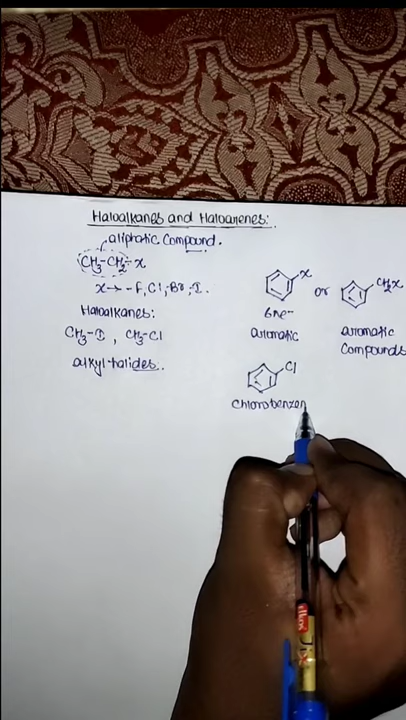 Haloalkanes and Haloarenes:
aliphatic Compound.
CH3-CH2-x
x→ -F, Cl, -Br, -I.
Haloalkanes:
CH3-I , CH3-Cl
alkyl-halides..
x
or
CH2x
6πe-
aromatic
aromatic
Compounds
Cl
Chlorobenzen